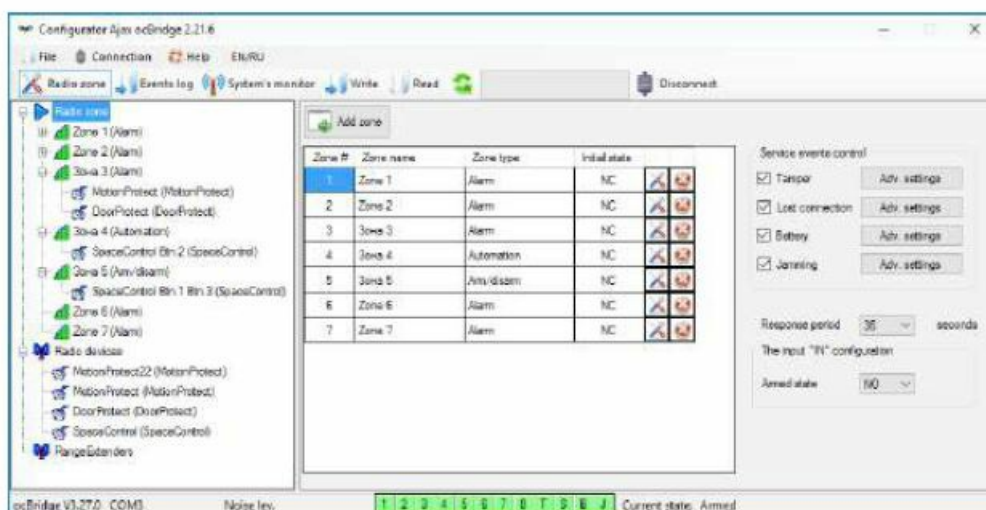 Configurator Ajax ocBridge 2.21.6
File Connection Help EN/RU
Radio zone Events log System's monitor Write Read Disconnect
Radio zone
Zone 1 (Alarm)
Zone 2 (Alarm)
Зона 3 (Alarm)
MotionProtect (MotionProtect)
DoorProtect (DoorProtect)
Зона 4 (Automation)
SpaceControl Btn 2 (SpaceControl)
Зона 5 (Arm/disarm)
SpaceControl Btn 1 Btn 3 (SpaceControl)
Zone 6 (Alarm)
Zone 7 (Alarm)
Radio devices
MotionProtect22 (MotionProtect)
MotionProtect (MotionProtect)
DoorProtect (DoorProtect)
SpaceControl (SpaceControl)
RangeExtenders
Add zone
Zone # Zone name Zone type Initial state
1 Zone 1 Alarm NC
2 Zone 2 Alarm NC
3 Зона 3 Alarm NC
4 Зона 4 Automation NC
5 Зона 5 Arm/disarm NC
6 Zone 6 Alarm NC
7 Zone 7 Alarm NC
Service events control
Tamper Adv. settings
Lost connection Adv. settings
Battery Adv. settings
Jamming Adv. settings
Response period 36 seconds
The input "IN" configuration
Armed state NO
ocBridge V3.27.0 COM3 Noise lev. 1 2 3 4 5 6 7 8 T S B J Current state: Armed